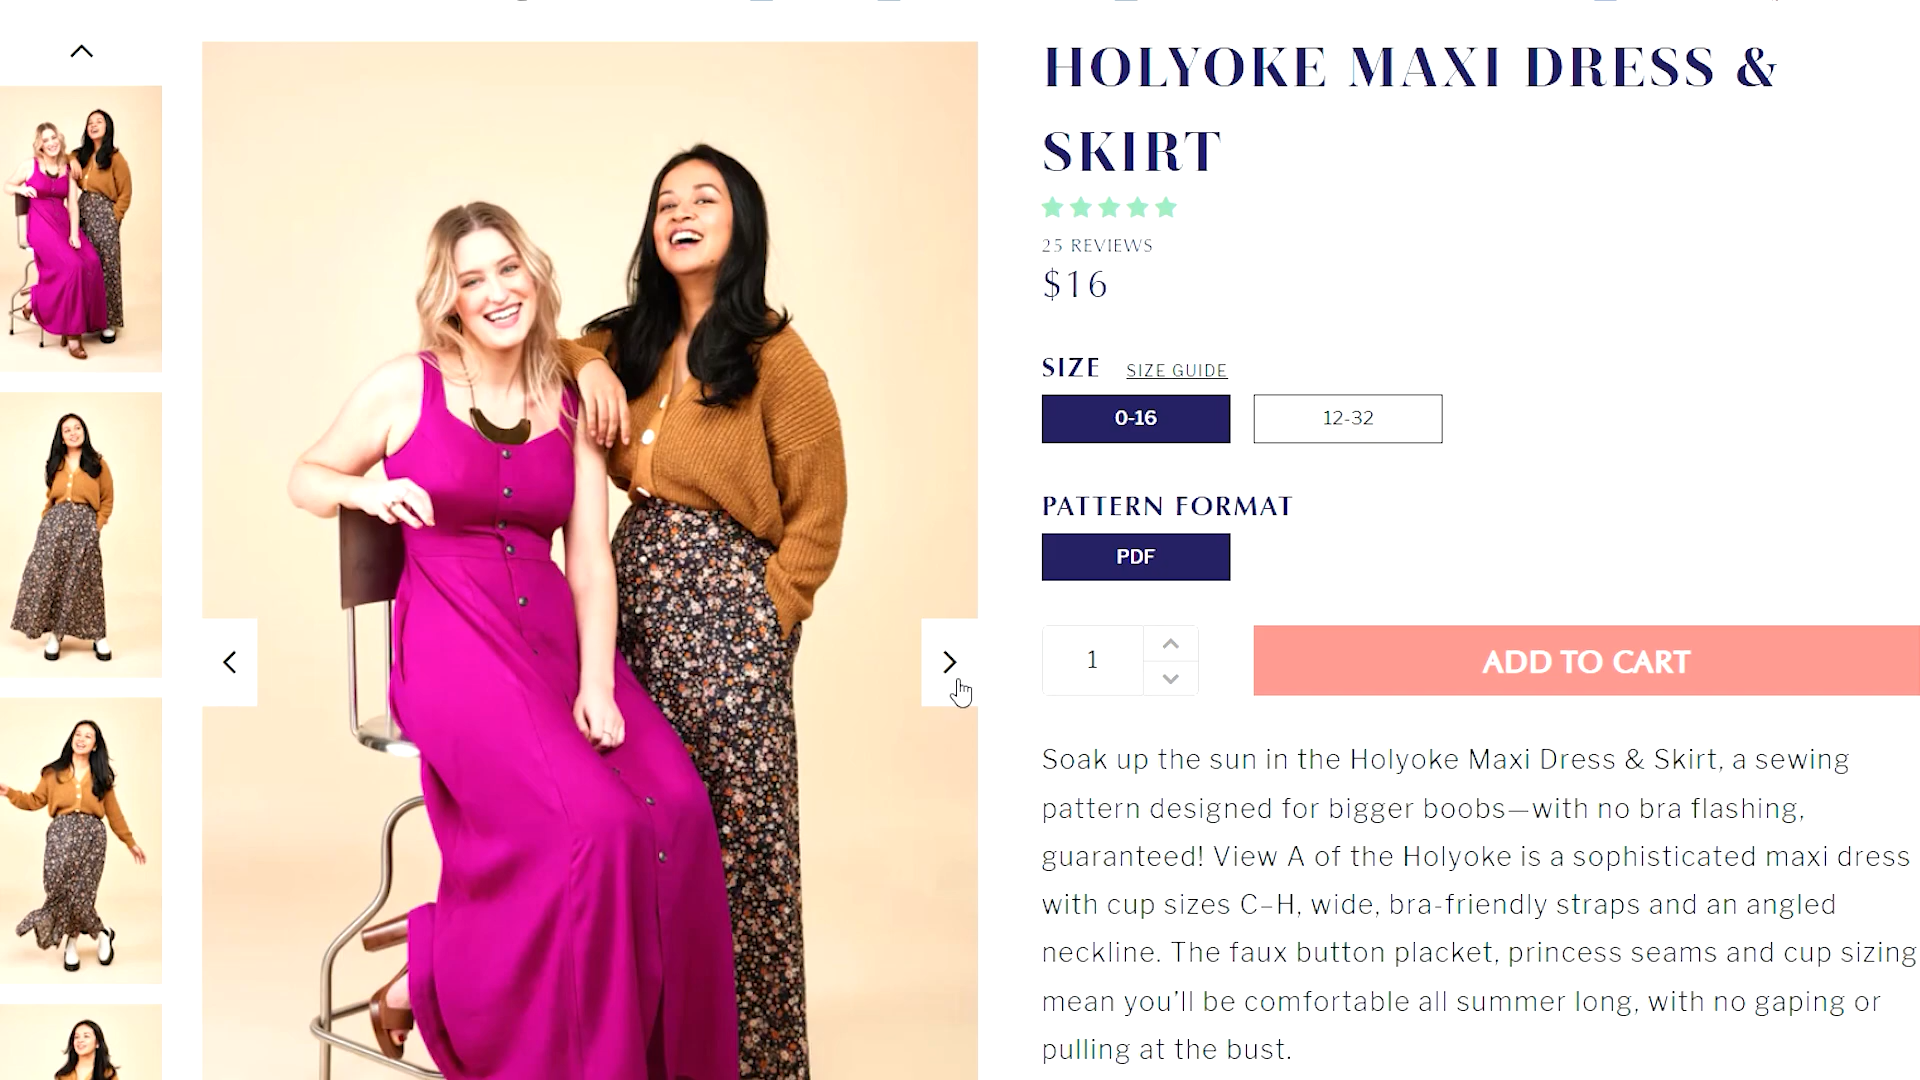 HOLYOKE MAXI DRESS &
SKIRT
25 REVIEWS
$16
SIZE SIZE GUIDE
0-16 12-32
PATTERN FORMAT
PDF
1 ADD TO CART
Soak up the sun in the Holyoke Maxi Dress & Skirt, a sewing
pattern designed for bigger boobs—with no bra flashing,
guaranteed! View A of the Holyoke is a sophisticated maxi dress
with cup sizes C–H, wide, bra-friendly straps and an angled
neckline. The faux button placket, princess seams and cup sizing
mean you’ll be comfortable all summer long, with no gaping or
pulling at the bust.